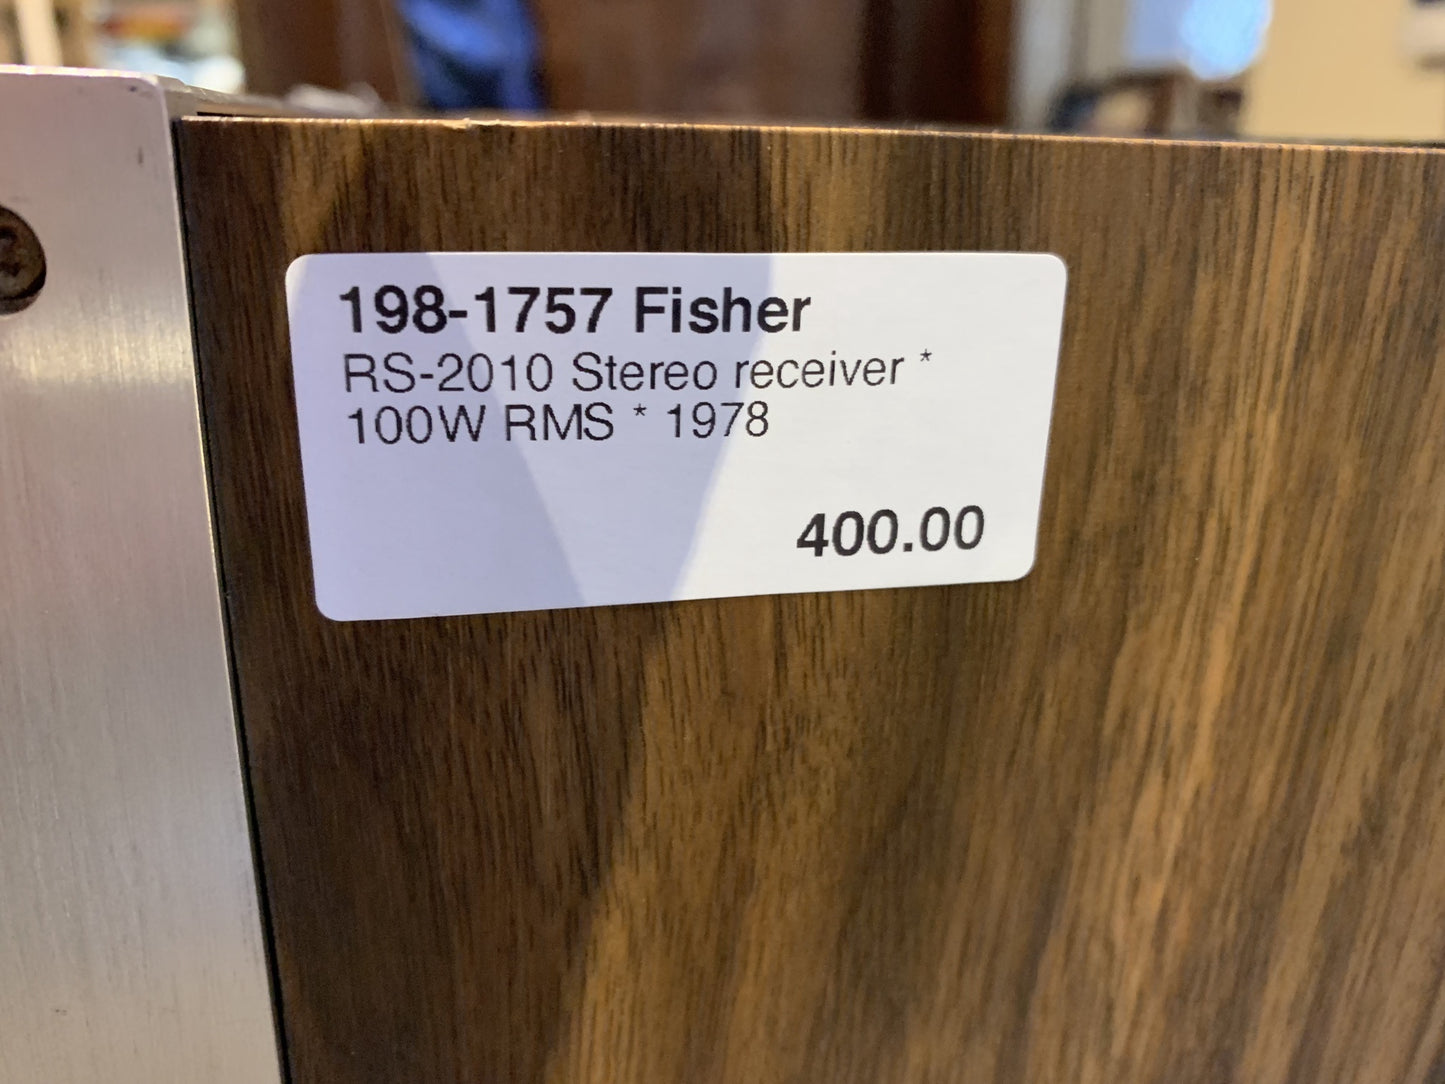 198-1757 Fisher
RS-2010 Stereo receiver *
100W RMS * 1978
400.00